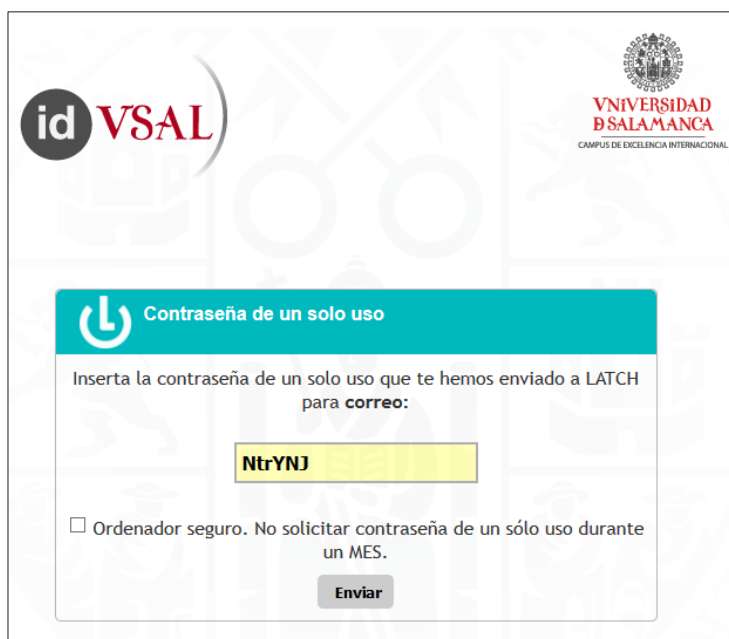 id VSAL
VNiVERSiDAD
Ð SALAMANCA
CAMPUS DE EXCELENCIA INTERNACIONAL
Contraseña de un solo uso
Inserta la contraseña de un solo uso que te hemos enviado a LATCH
para correo:
NtrYNJ
Ordenador seguro. No solicitar contraseña de un sólo uso durante
un MES.
Enviar